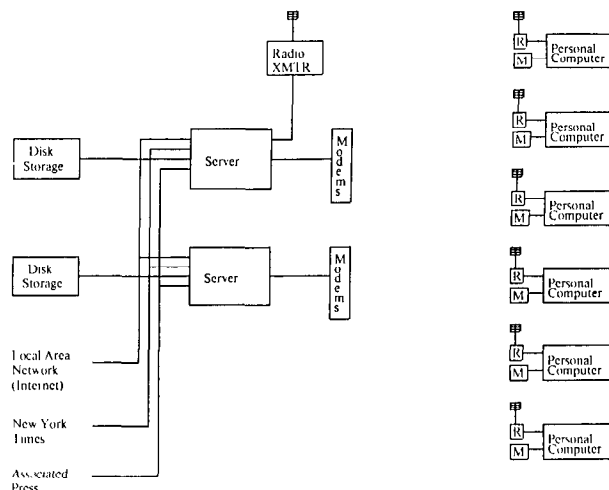 Radio
XMTR
Disk
Storage
Server
Modems
Disk
Storage
Server
Modems
Local Area
Network
(Internet)
New York
Times
Associated
Press
R
M
Personal
Computer
R
M
Personal
Computer
R
M
Personal
Computer
R
M
Personal
Computer
R
M
Personal
Computer
R
M
Personal
Computer